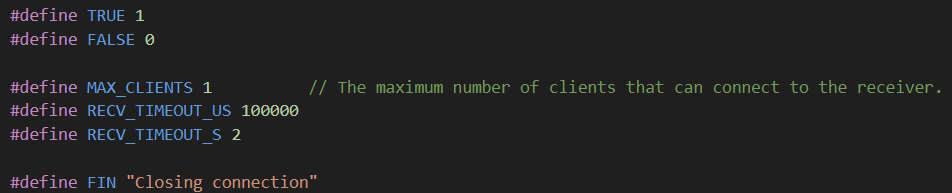 #define TRUE 1
#define FALSE 0
#define MAX_CLIENTS 1 // The maximum number of clients that can connect to the receiver.
#define RECV_TIMEOUT_US 100000
#define RECV_TIMEOUT_S 2
#define FIN "Closing connection"